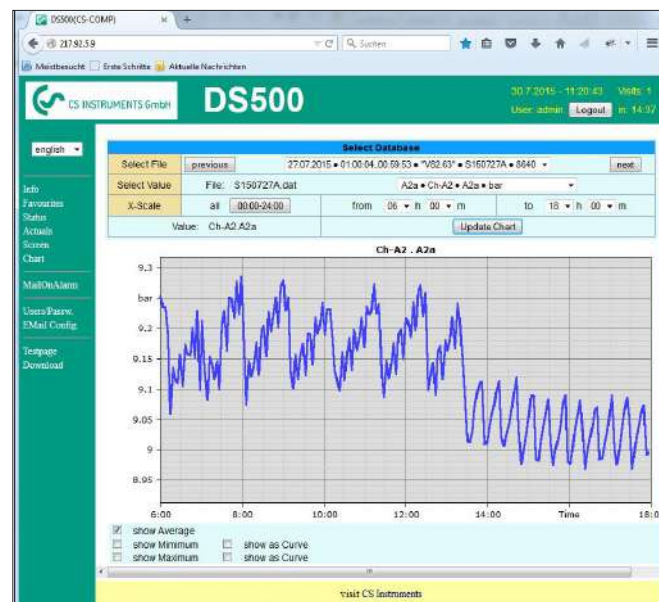 DS500(CS-COMP)
217.92.5.9
Suchen
Meistbesucht Erste Schritte Aktuelle Nachrichten
CS INSTRUMENTS GmbH
DS500
30.7.2015 - 11:20:43 Visits: 1
User: admin Logout in: 14:37
english
Info
Favourites
Status
Actuals
Screen
Chart
MailOnAlarm
Users/Passw.
EMail Config.
Testpage
Download
Select Database
Select File previous 27.07.2015 • 01:00:04..00:59:53 • "V82.63" • S150727A • 8640 next
Select Value File: S150727A.dat A2a • Ch-A2 • A2a • bar
X-Scale all 00:00-24:00 from 06 h 00 m to 18 h 00 m
Value: Ch-A2.A2a Update Chart
Ch-A2 . A2a
9.3
bar
9.2
9.15
9.1
9.05
9
8.95
6:00 8:00 10:00 12:00 14:00 Time 18:0
show Average
show Minimum show as Curve
show Maximum show as Curve
visit CS Instruments